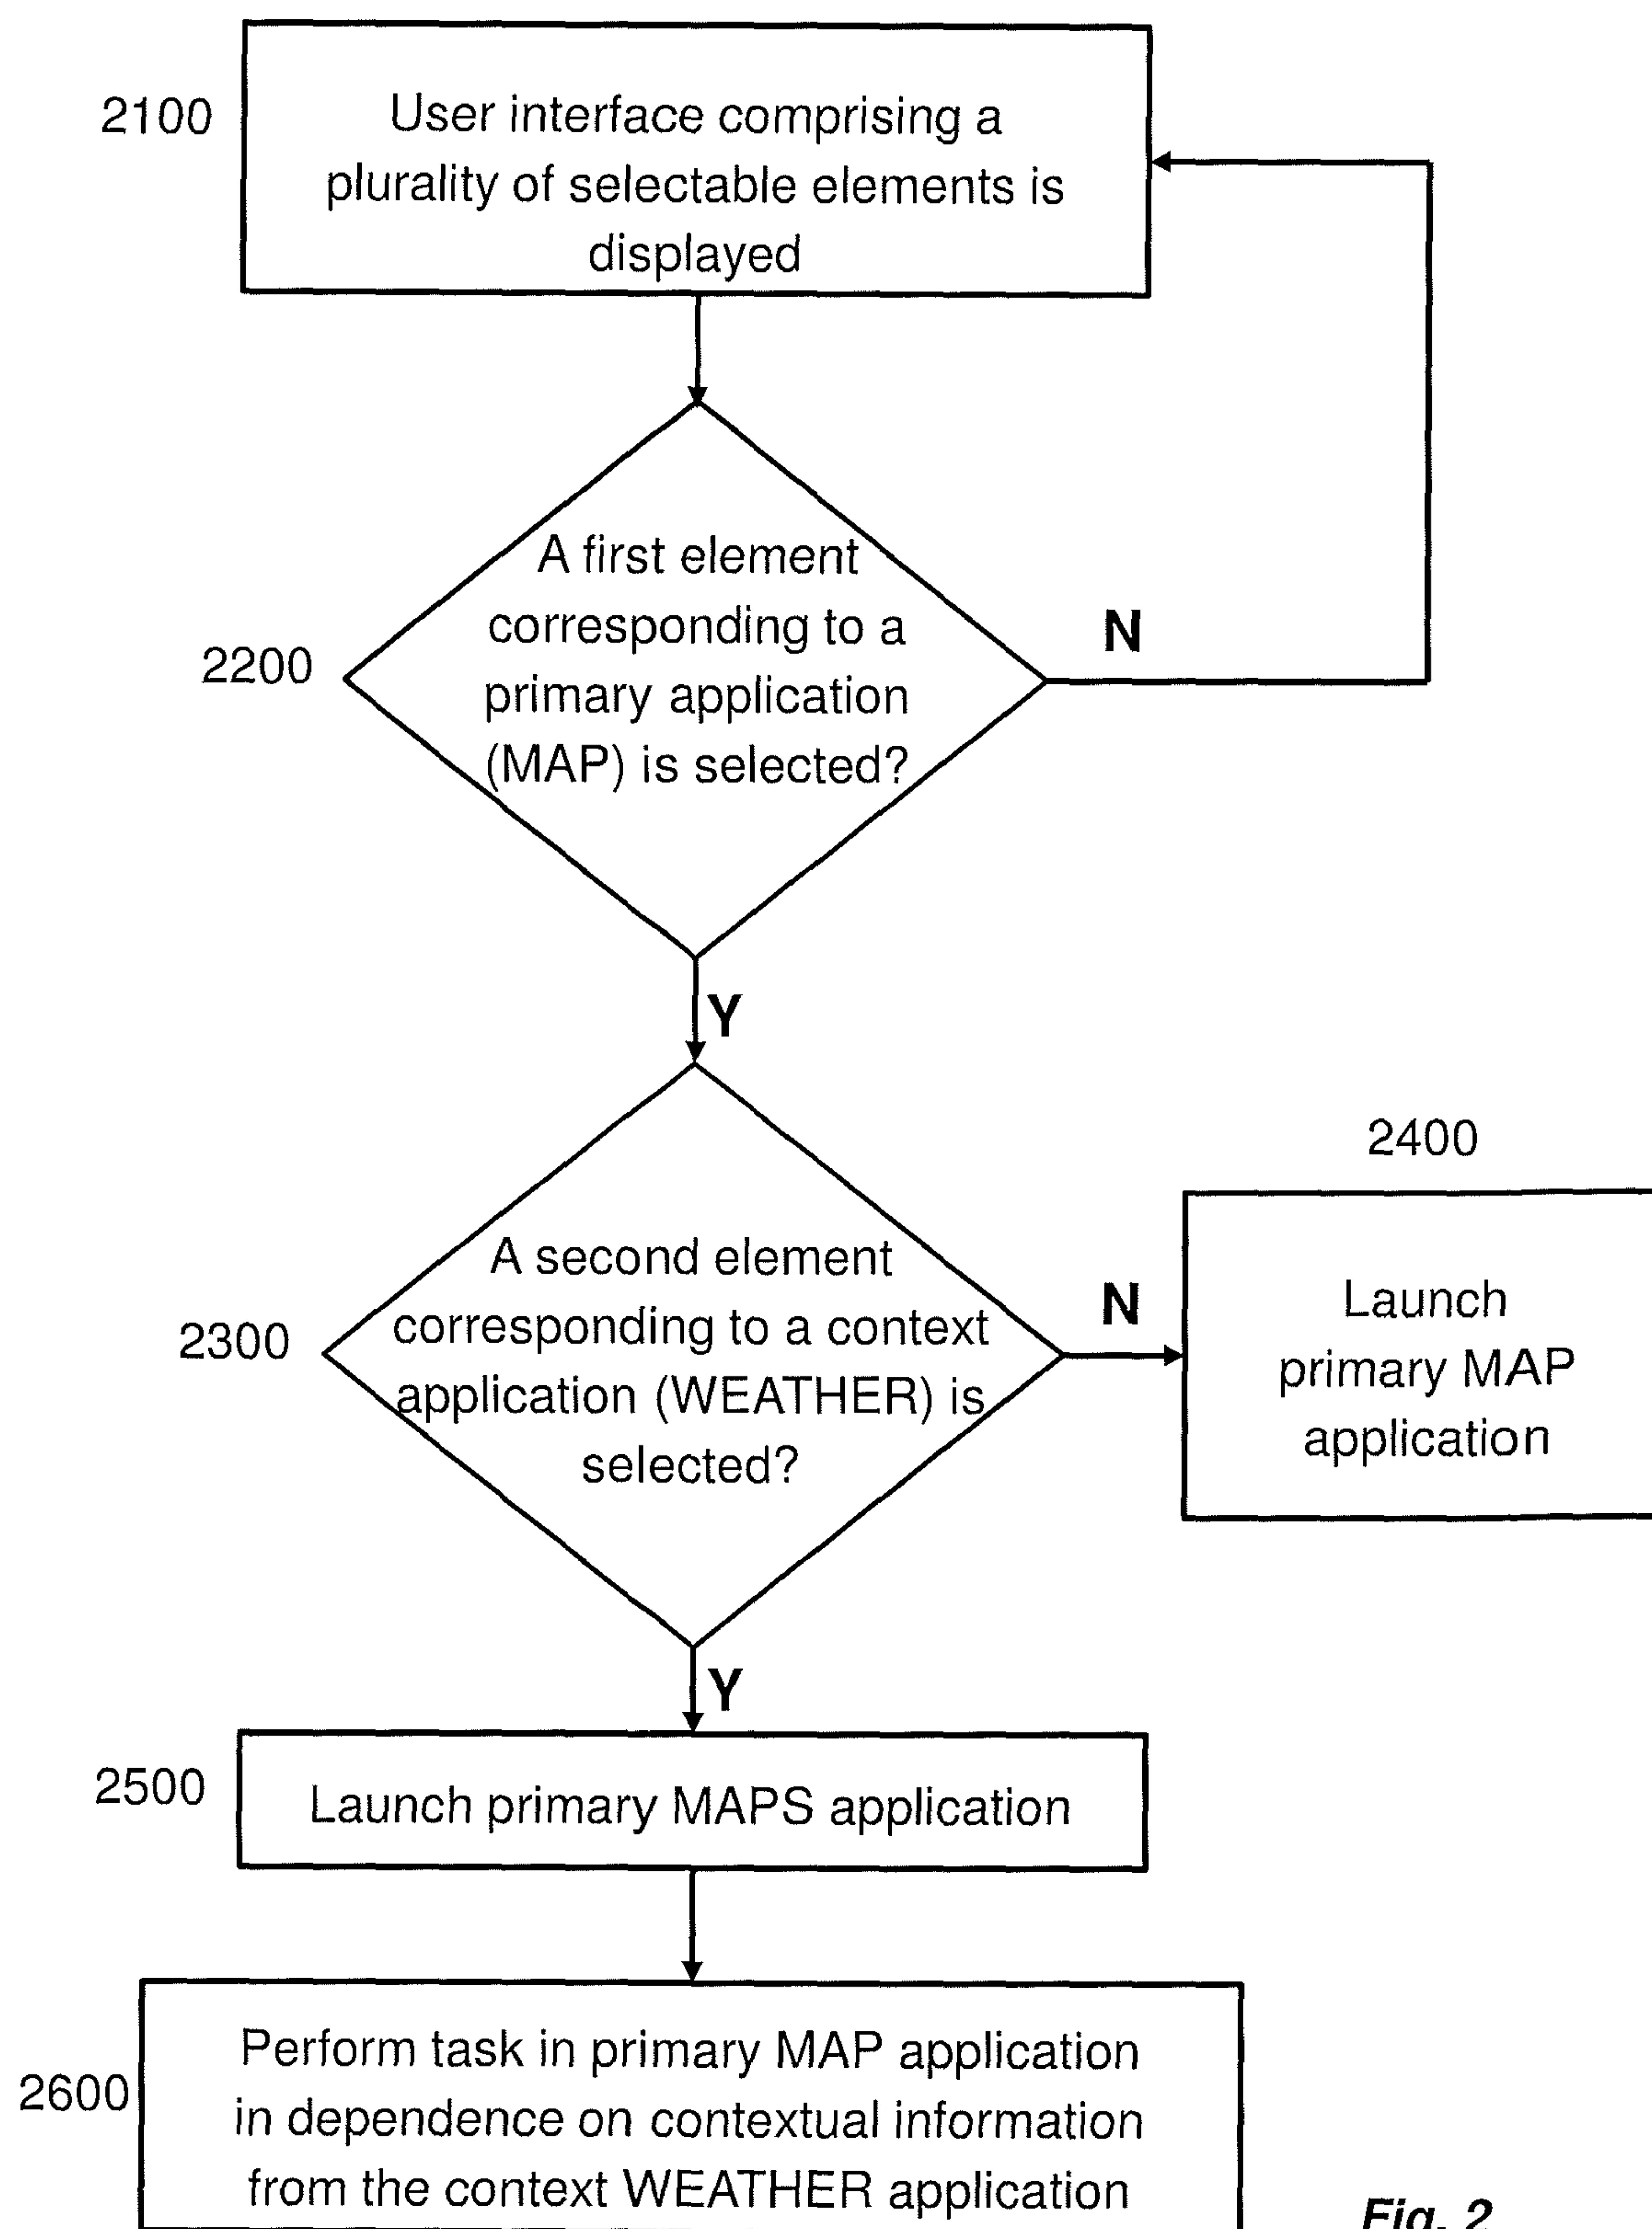 2100
User interface comprising a
plurality of selectable elements is
displayed
A first element
corresponding to a
primary application
(MAP) is selected?
2200
N
Y
2400
A second element
corresponding to a context
application (WEATHER) is
selected?
2300
N
Launch
primary MAP
application
Y
2500
Launch primary MAPS application
2600
Perform task in primary MAP application
in dependence on contextual information
from the context WEATHER application
Fig. 2